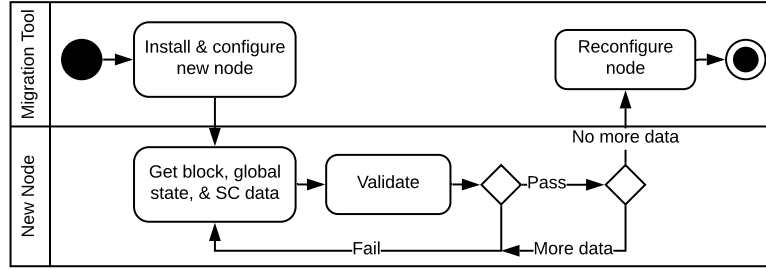 Migration Tool
Install & configure
new node
Reconfigure
node
No more data
New Node
Get block, global
state, & SC data
Validate
Pass
Fail
More data